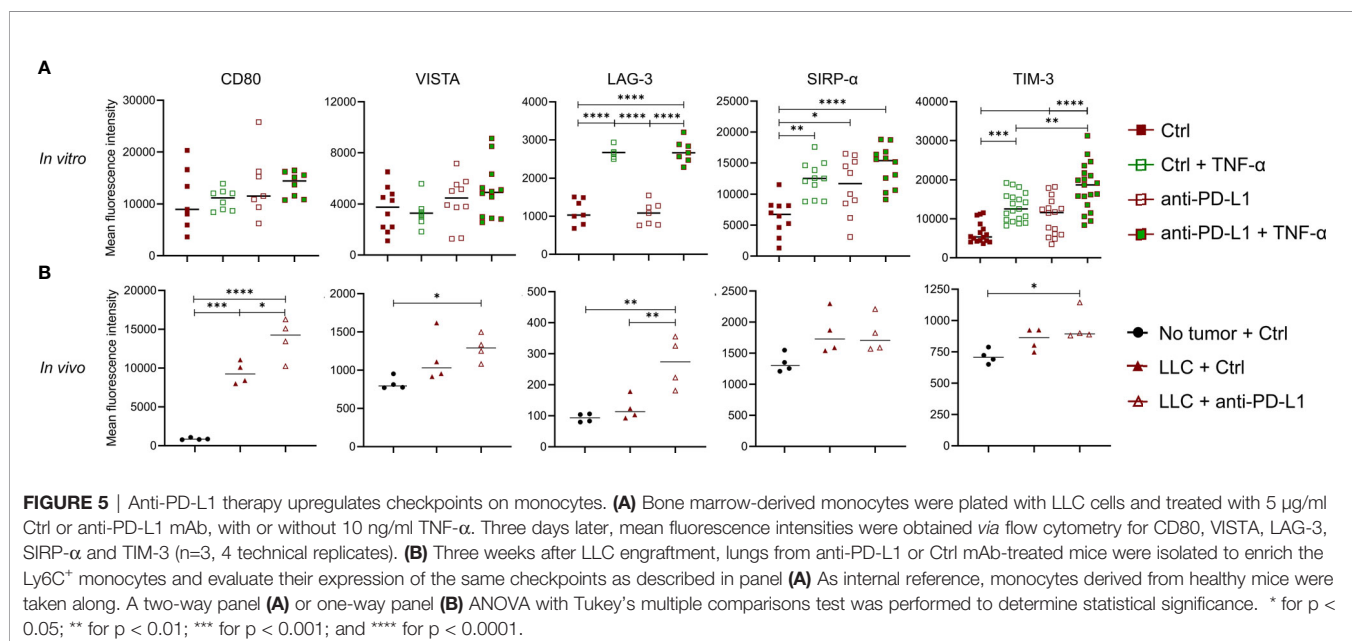 A
CD80 VISTA LAG-3 SIRP-α TIM-3
Mean fluorescence intensity
In vitro
30000
20000
10000
0
12000
8000
4000
0
4000
3000
2000
1000
0
**** **** **** ****
25000
20000
15000
10000
5000
0
**** * **
40000
30000
20000
10000
0
**** ** ***
Ctrl
Ctrl + TNF-α
anti-PD-L1
anti-PD-L1 + TNF-α
B
Mean fluorescence intensity
In vivo
20000
15000
10000
5000
0
**** *** *
2000
1500
1000
500
0
*
500
400
300
200
100
0
** **
2500
2000
1500
1000
500
0
1250
1000
750
500
250
0
*
No tumor + Ctrl
LLC + Ctrl
LLC + anti-PD-L1
FIGURE 5 | Anti-PD-L1 therapy upregulates checkpoints on monocytes. (A) Bone marrow-derived monocytes were plated with LLC cells and treated with 5 µg/ml
Ctrl or anti-PD-L1 mAb, with or without 10 ng/ml TNF-α. Three days later, mean fluorescence intensities were obtained via flow cytometry for CD80, VISTA, LAG-3,
SIRP-α and TIM-3 (n=3, 4 technical replicates). (B) Three weeks after LLC engraftment, lungs from anti-PD-L1 or Ctrl mAb-treated mice were isolated to enrich the
Ly6C+ monocytes and evaluate their expression of the same checkpoints as described in panel (A) As internal reference, monocytes derived from healthy mice were
taken along. A two-way panel (A) or one-way panel (B) ANOVA with Tukey's multiple comparisons test was performed to determine statistical significance. * for p <
0.05; ** for p < 0.01; *** for p < 0.001; and **** for p < 0.0001.